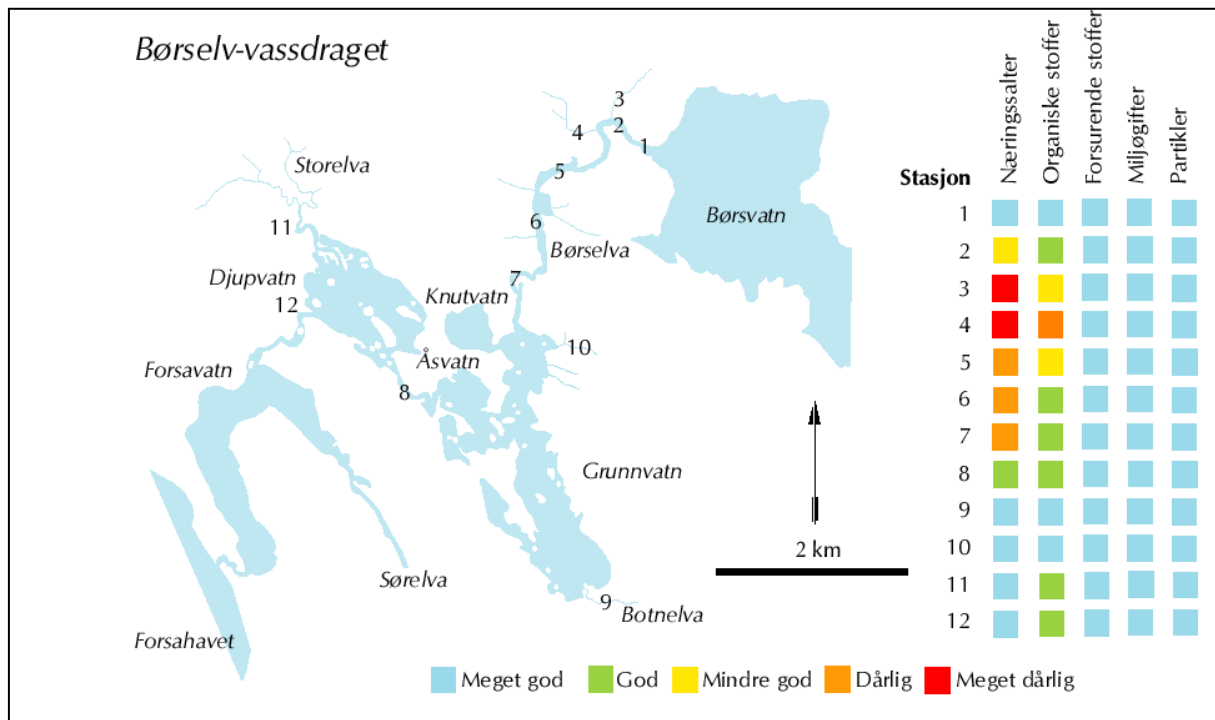 Børselv-vassdraget
Næringssalter
Organiske stoffer
Forsurende stoffer
Miljøgifter
Partikler
Stasjon
1
2
3
4
5
6
7
8
9
10
11
12
3
2
4
1
5
Storelva
11
6
Børsvatn
Børselva
Djupvatn
7
Knutvatn
12
10
Åsvatn
Forsavatn
8
Grunnvatn
2 km
Sørelva
9
Botnelva
Forsahavet
Meget god God Mindre god Dårlig Meget dårlig